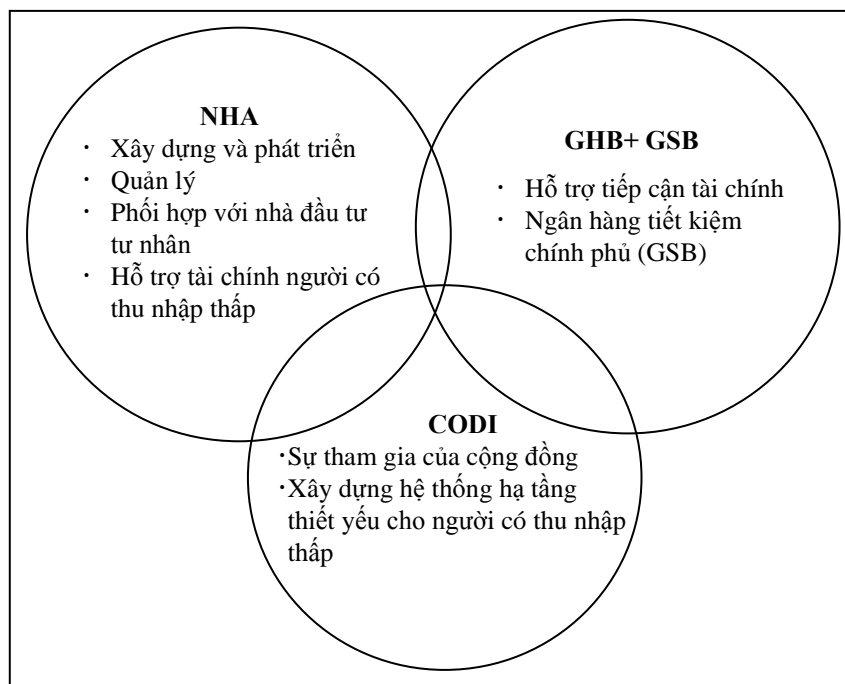 NHA
· Xây dựng và phát triển
· Quản lý
· Phối hợp với nhà đầu tư
tư nhân
· Hỗ trợ tài chính người có
thu nhập thấp
GHB+ GSB
· Hỗ trợ tiếp cận tài chính
· Ngân hàng tiết kiệm
chính phủ (GSB)
CODI
·Sự tham gia của cộng đồng
·Xây dựng hệ thống hạ tầng
thiết yếu cho người có thu nhập
thấp